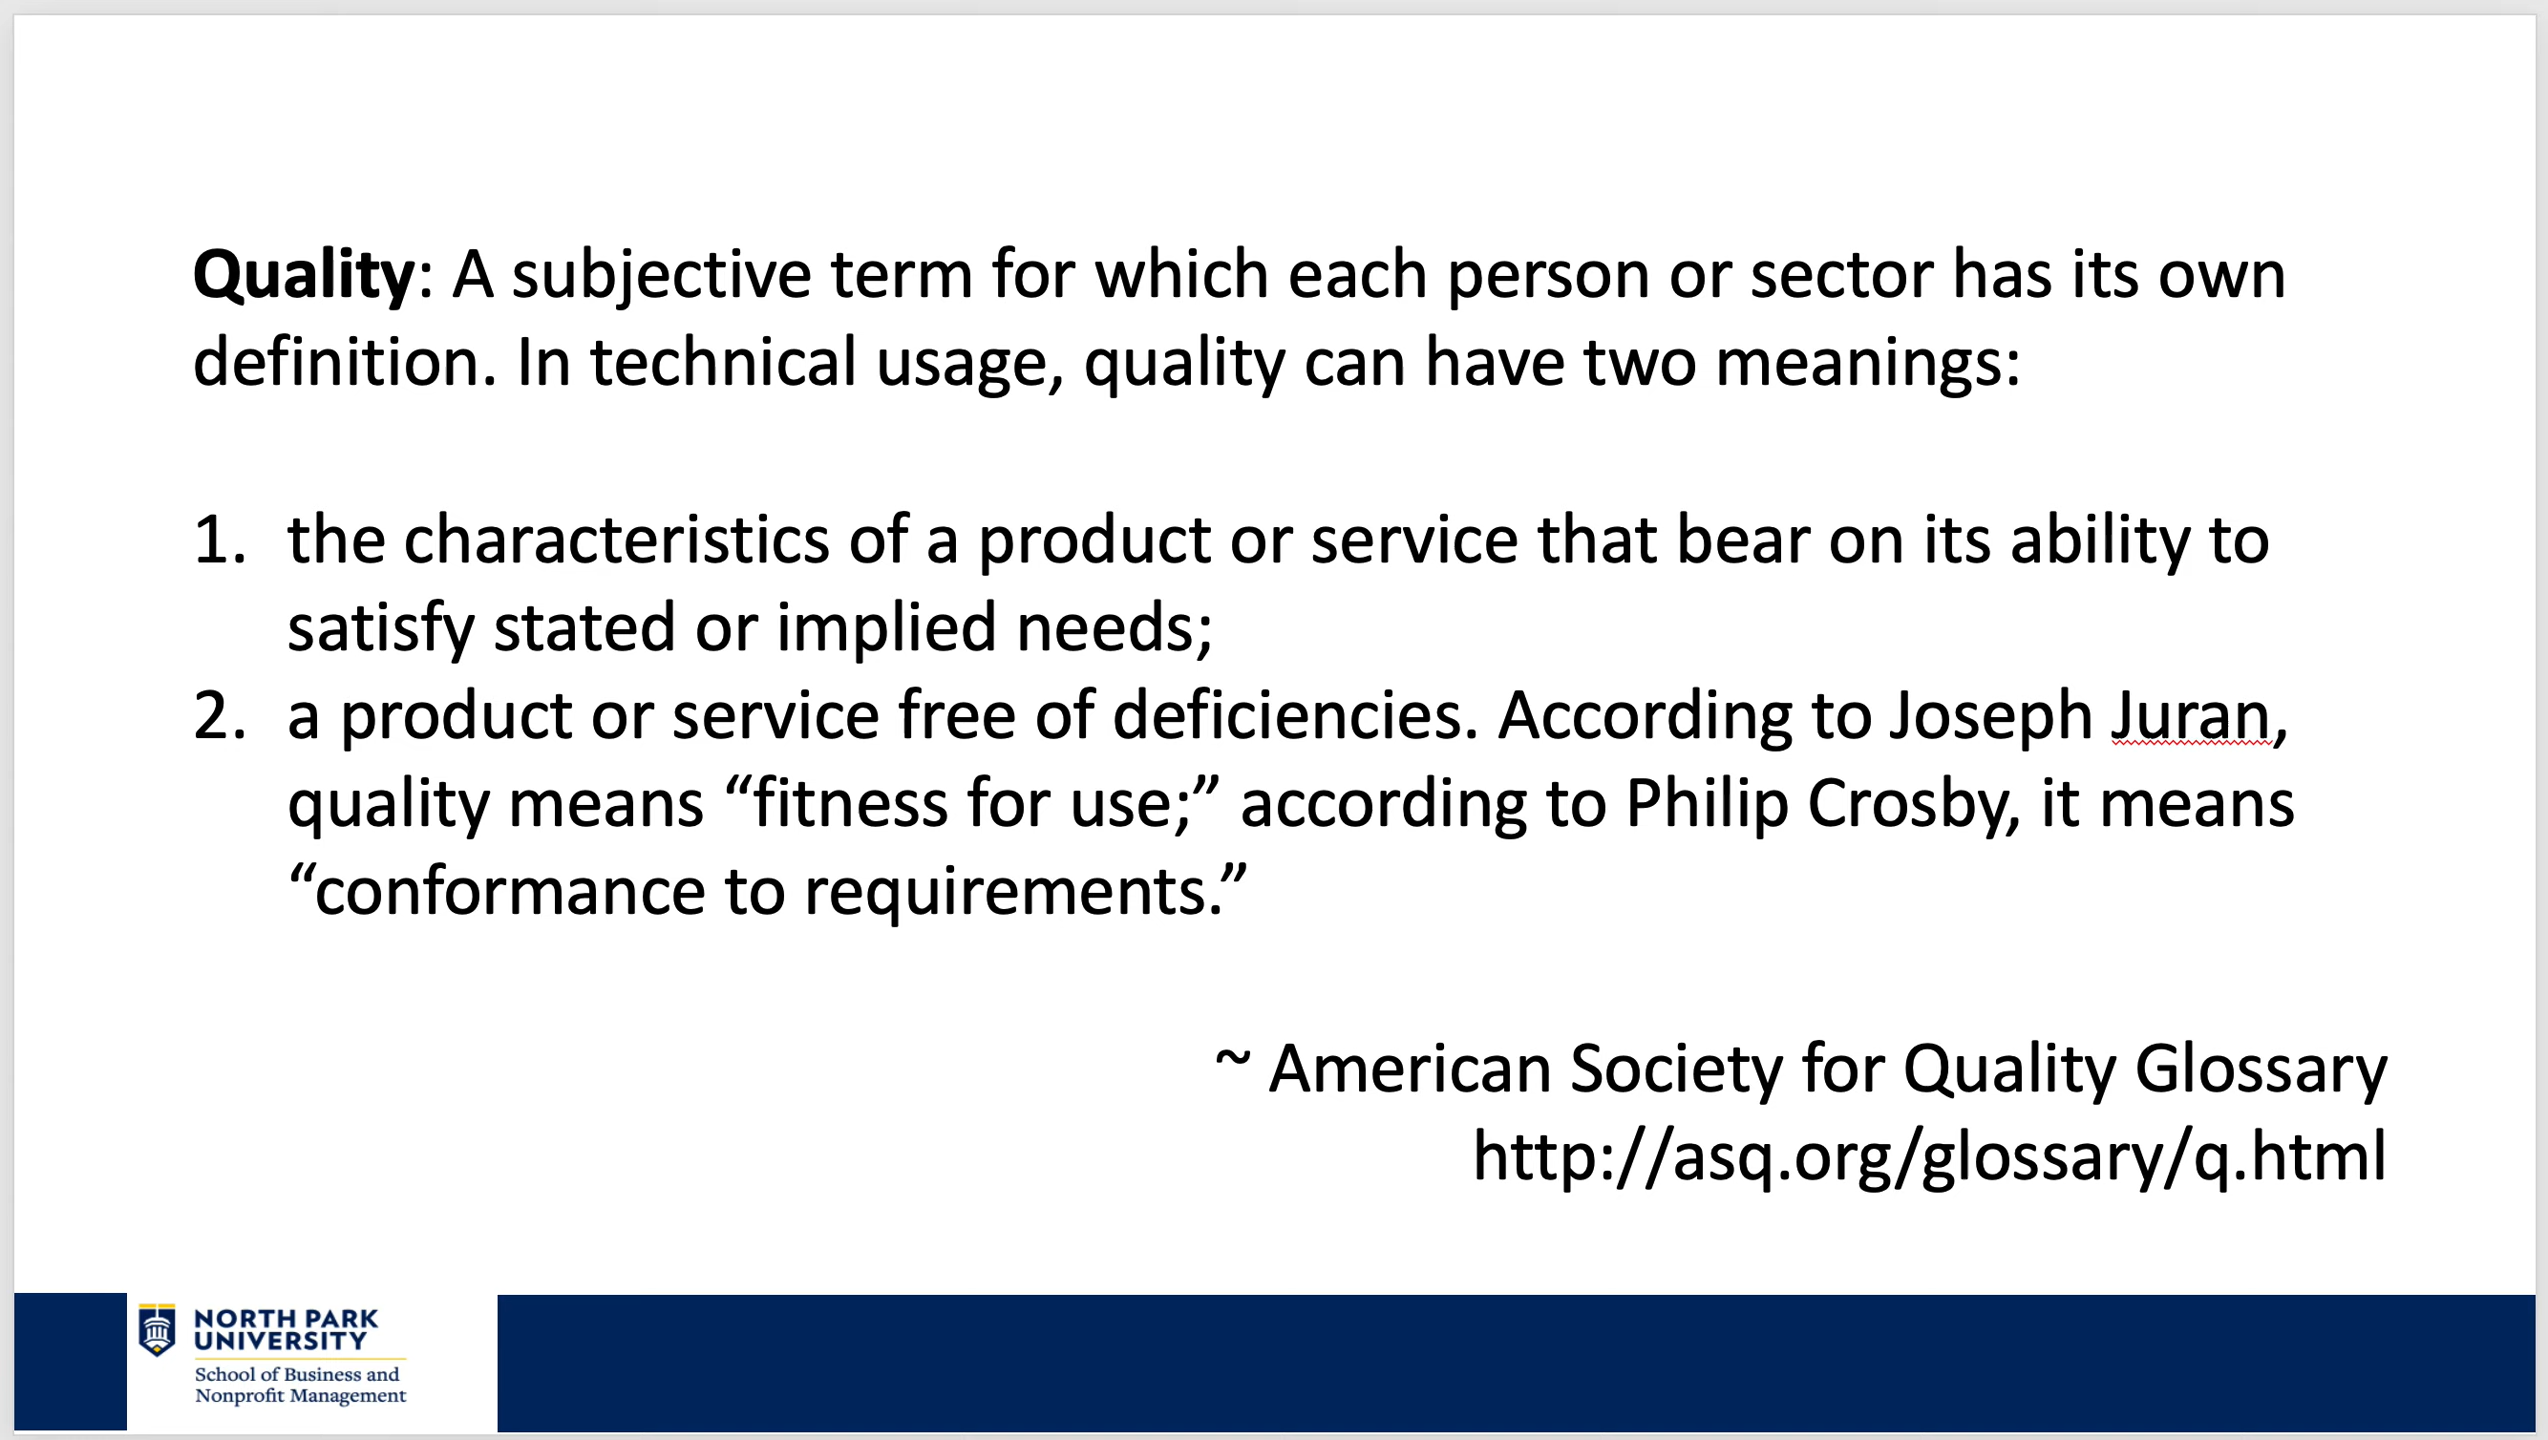 Quality: A subjective term for which each person or sector has its own
definition. In technical usage, quality can have two meanings:
1. the characteristics of a product or service that bear on its ability to
satisfy stated or implied needs;
2. a product or service free of deficiencies. According to Joseph Juran,
quality means “fitness for use;” according to Philip Crosby, it means
“conformance to requirements.”
~ American Society for Quality Glossary
http://asq.org/glossary/q.html
NORTH PARK
UNIVERSITY
School of Business and
Nonprofit Management